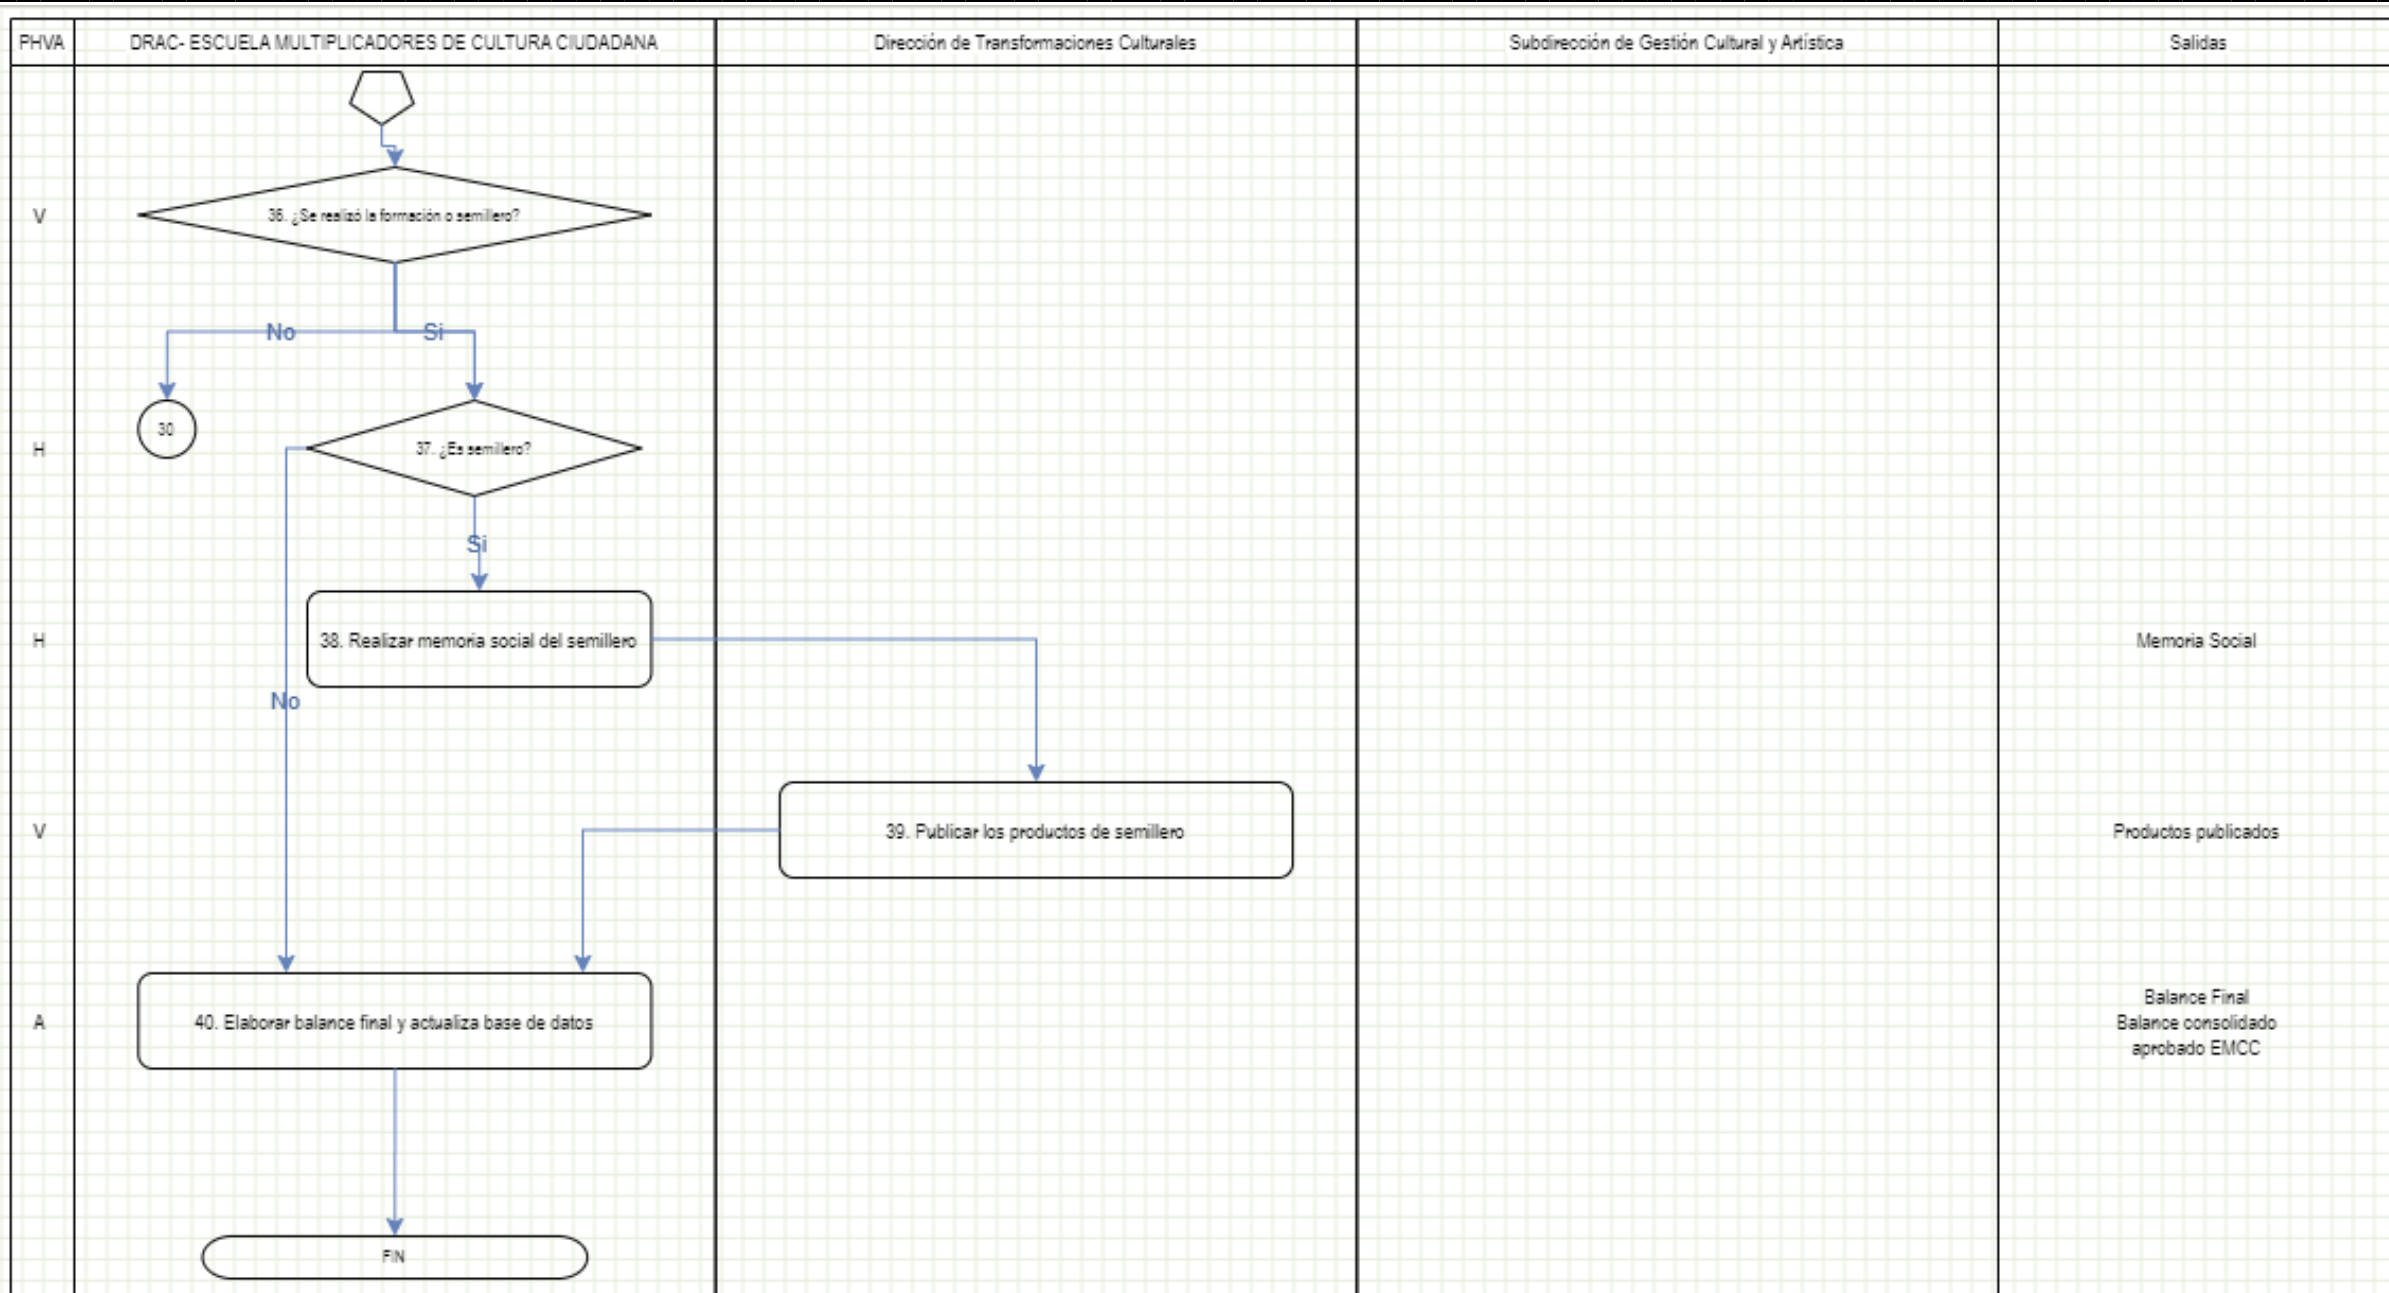 PHVA
DRAC- ESCUELA MULTIPLICADORES DE CULTURA CIUDADANA
Dirección de Transformaciones Culturales
Subdirección de Gestión Cultural y Artística
Salidas
V
36. ¿Se realizó la formación o semillero?
No
Si
30
H
37. ¿Es semillero?
Si
H
38. Realizar memoria social del semillero
Memoria Social
No
V
39. Publicar los productos de semillero
Productos publicados
A
40. Elaborar balance final y actualiza base de datos
Balance Final
Balance consolidado
aprobado EMCC
FIN